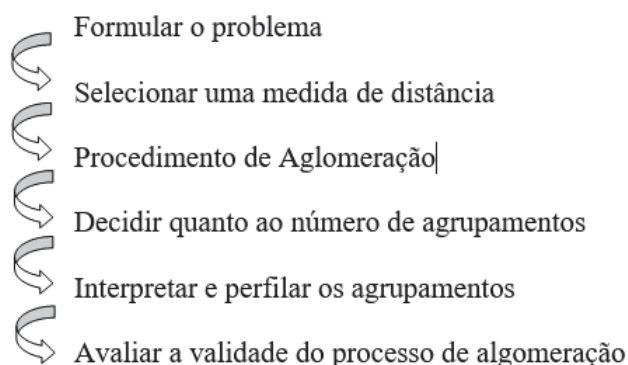 Formular o problema
Selecionar uma medida de distância
Procedimento de Aglomeração
Decidir quanto ao número de agrupamentos
Interpretar e perfilar os agrupamentos
Avaliar a validade do processo de algomeração